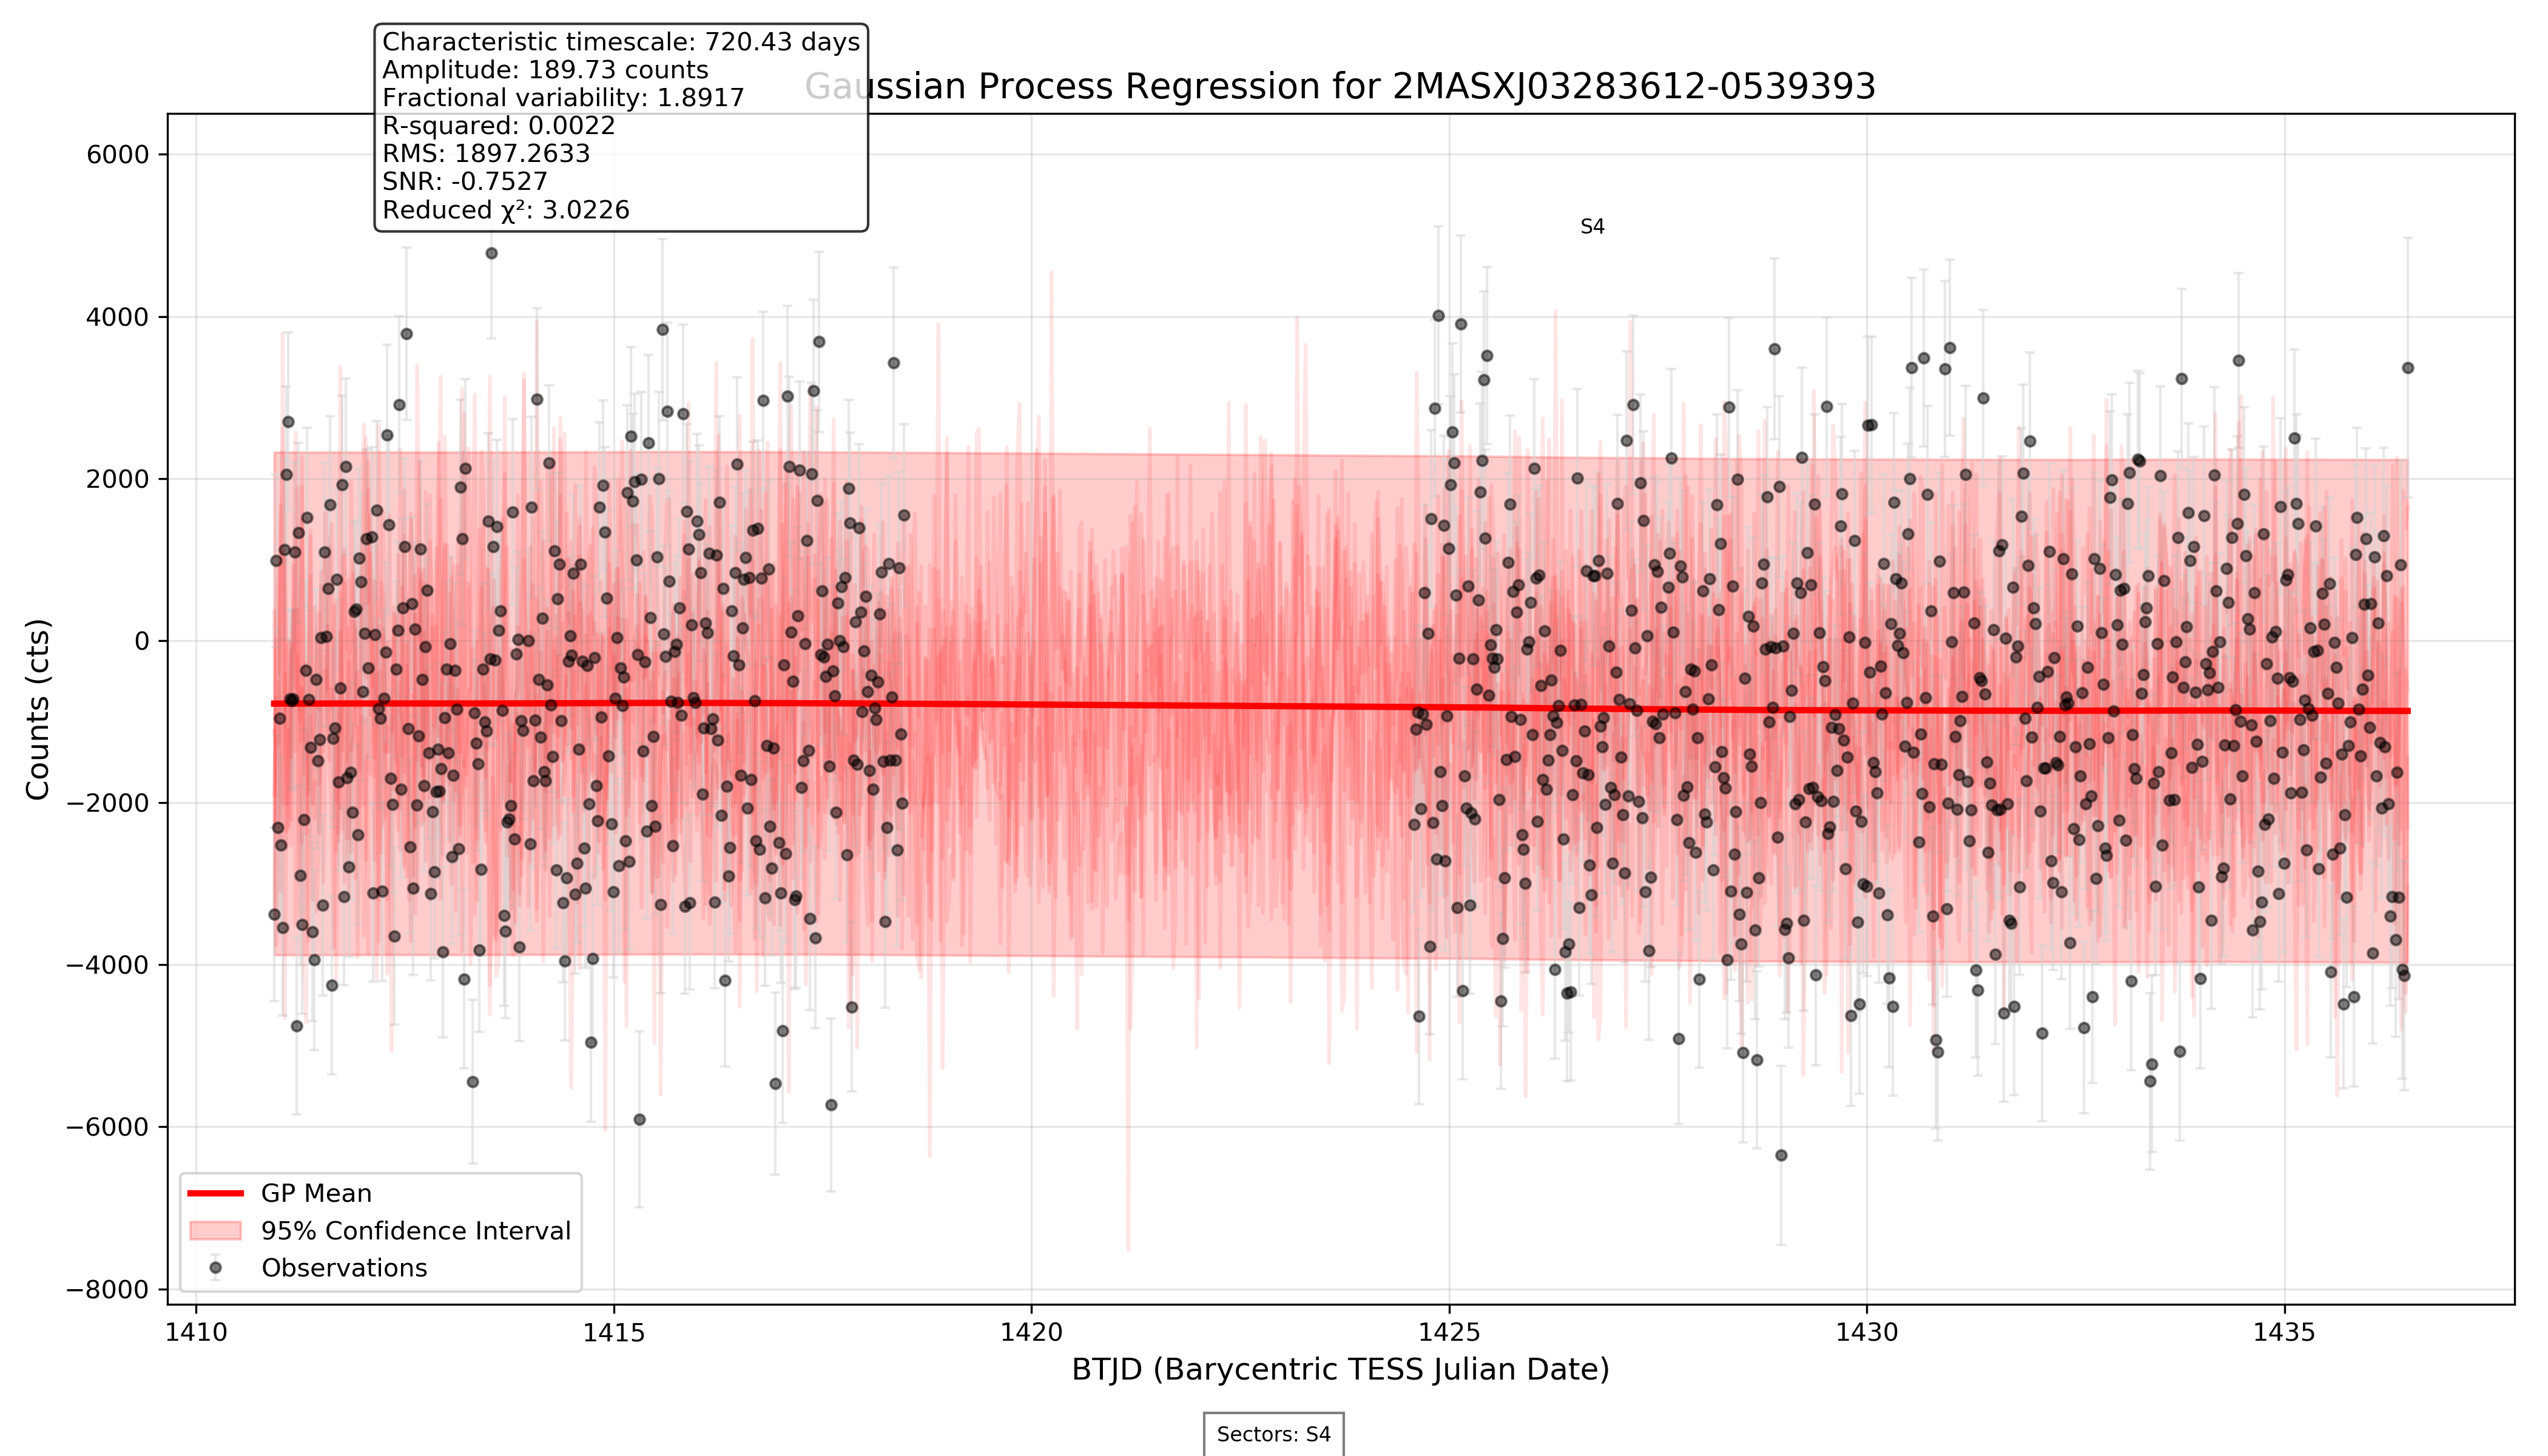 Characteristic timescale: 720.43 days
Amplitude: 189.73 counts
Fractional variability: 1.8917
R-squared: 0.0022
RMS: 1897.2633
SNR: -0.7527
Reduced χ²: 3.0226
Gaussian Process Regression for 2MASXJ03283612-0539393
S4
6000
4000
2000
0
−2000
−4000
−6000
−8000
Counts (cts)
GP Mean
95% Confidence Interval
Observations
1410 1415 1420 1425 1430 1435
BTJD (Barycentric TESS Julian Date)
Sectors: S4